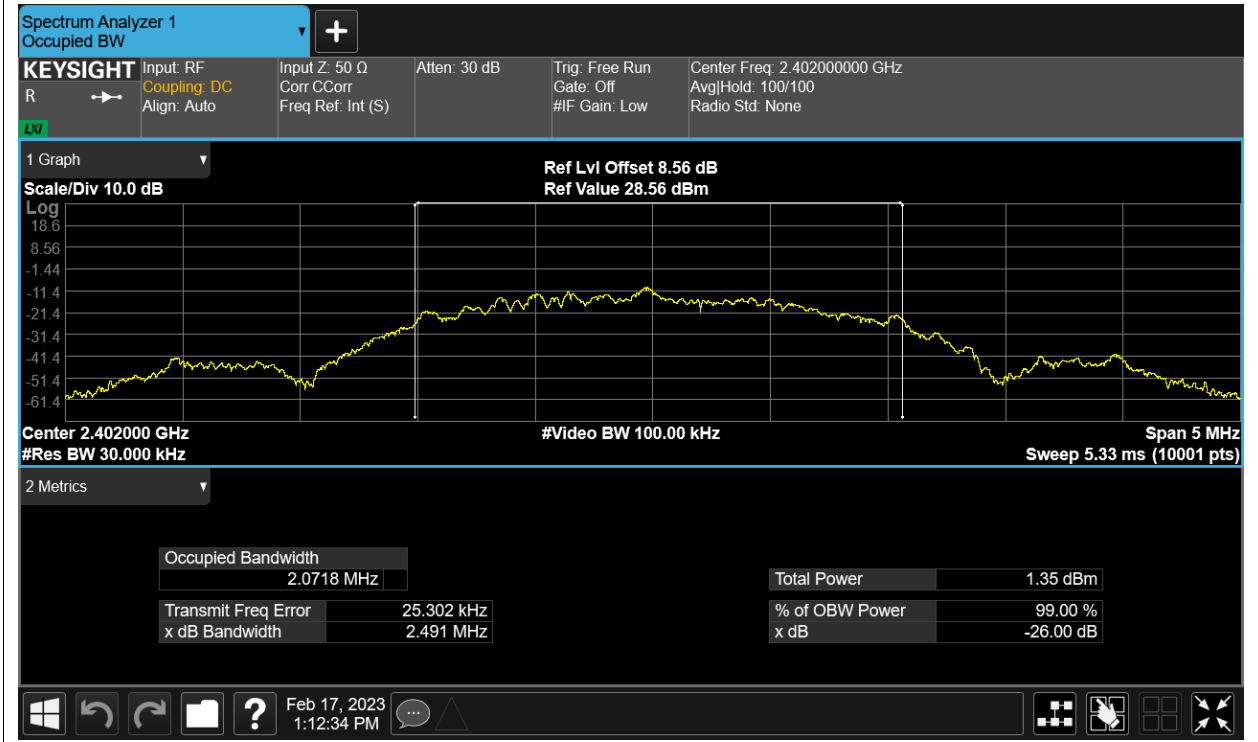 Spectrum Analyzer 1
Occupied BW
KEYSIGHT
R
LXI
Input: RF
Coupling: DC
Align: Auto
Input Z: 50 Ω
Corr CCorr
Freq Ref: Int (S)
Atten: 30 dB
Trig: Free Run
Gate: Off
#IF Gain: Low
Center Freq: 2.402000000 GHz
Avg|Hold: 100/100
Radio Std: None
1 Graph
Scale/Div 10.0 dB
Ref Lvl Offset 8.56 dB
Ref Value 28.56 dBm
Log
18.6
8.56
-1.44
-11.4
-21.4
-31.4
-41.4
-51.4
-61.4
Center 2.402000 GHz
#Res BW 30.000 kHz
#Video BW 100.00 kHz
Span 5 MHz
Sweep 5.33 ms (10001 pts)
2 Metrics
Occupied Bandwidth
2.0718 MHz
Transmit Freq Error 25.302 kHz
x dB Bandwidth 2.491 MHz
Total Power 1.35 dBm
% of OBW Power 99.00 %
x dB -26.00 dB
?
Feb 17, 2023
1:12:34 PM